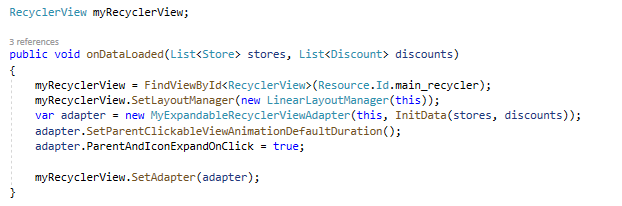 RecyclerView myRecyclerView;
3 references
public void onDataLoaded(List<Store> stores, List<Discount> discounts)
{
myRecyclerView = FindViewById<RecyclerView>(Resource.Id.main_recycler);
myRecyclerView.SetLayoutManager(new LinearLayoutManager(this));
var adapter = new MyExpandableRecyclerViewAdapter(this, InitData(stores, discounts));
adapter.SetParentClickableViewAnimationDefaultDuration();
adapter.ParentAndIconExpandOnClick = true;
myRecyclerView.SetAdapter(adapter);
}